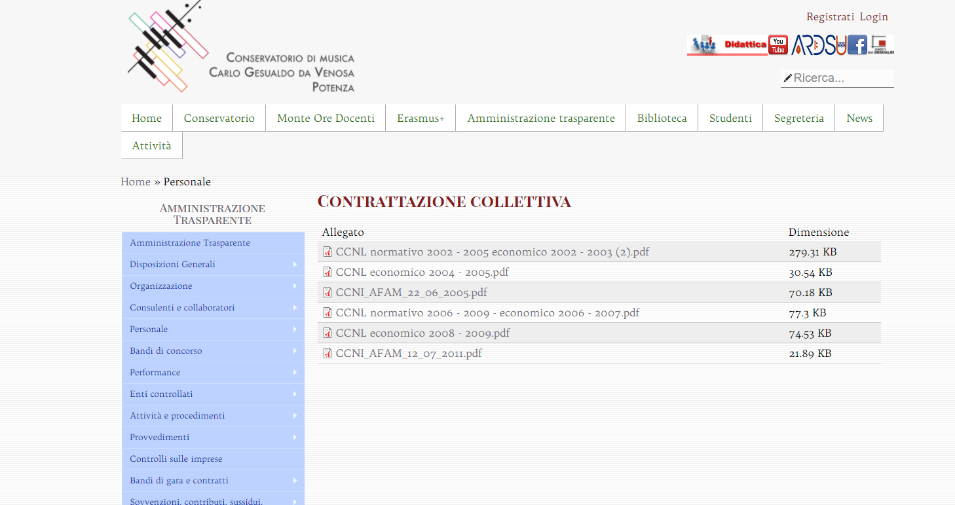 Registrati Login
Conservatorio di musica
Carlo Gesualdo da Venosa
Potenza
Didattica You Tube ARDSU f
Ricerca...
Home Conservatorio Monte Ore Docenti Erasmus+ Amministrazione trasparente Biblioteca Studenti Segreteria News
Attività
Home » Personale
Amministrazione
Trasparente
Amministrazione Trasparente
Disposizioni Generali
Organizzazione
Consulenti e collaboratori
Personale
Bandi di concorso
Performance
Enti controllati
Attività e procedimenti
Provvedimenti
Controlli sulle imprese
Bandi di gara e contratti
Sovvenzioni, contributi, sussidui,
Contrattazione collettiva
Allegato Dimensione
CCNL normativo 2002 - 2005 economico 2002 - 2003 (2).pdf 279.31 KB
CCNL economico 2004 - 2005.pdf 30.54 KB
CCNI_AFAM_22_06_2005.pdf 70.18 KB
CCNL normativo 2006 - 2009 - economico 2006 - 2007.pdf 77.3 KB
CCNL economico 2008 - 2009.pdf 74.53 KB
CCNI_AFAM_12_07_2011.pdf 21.89 KB